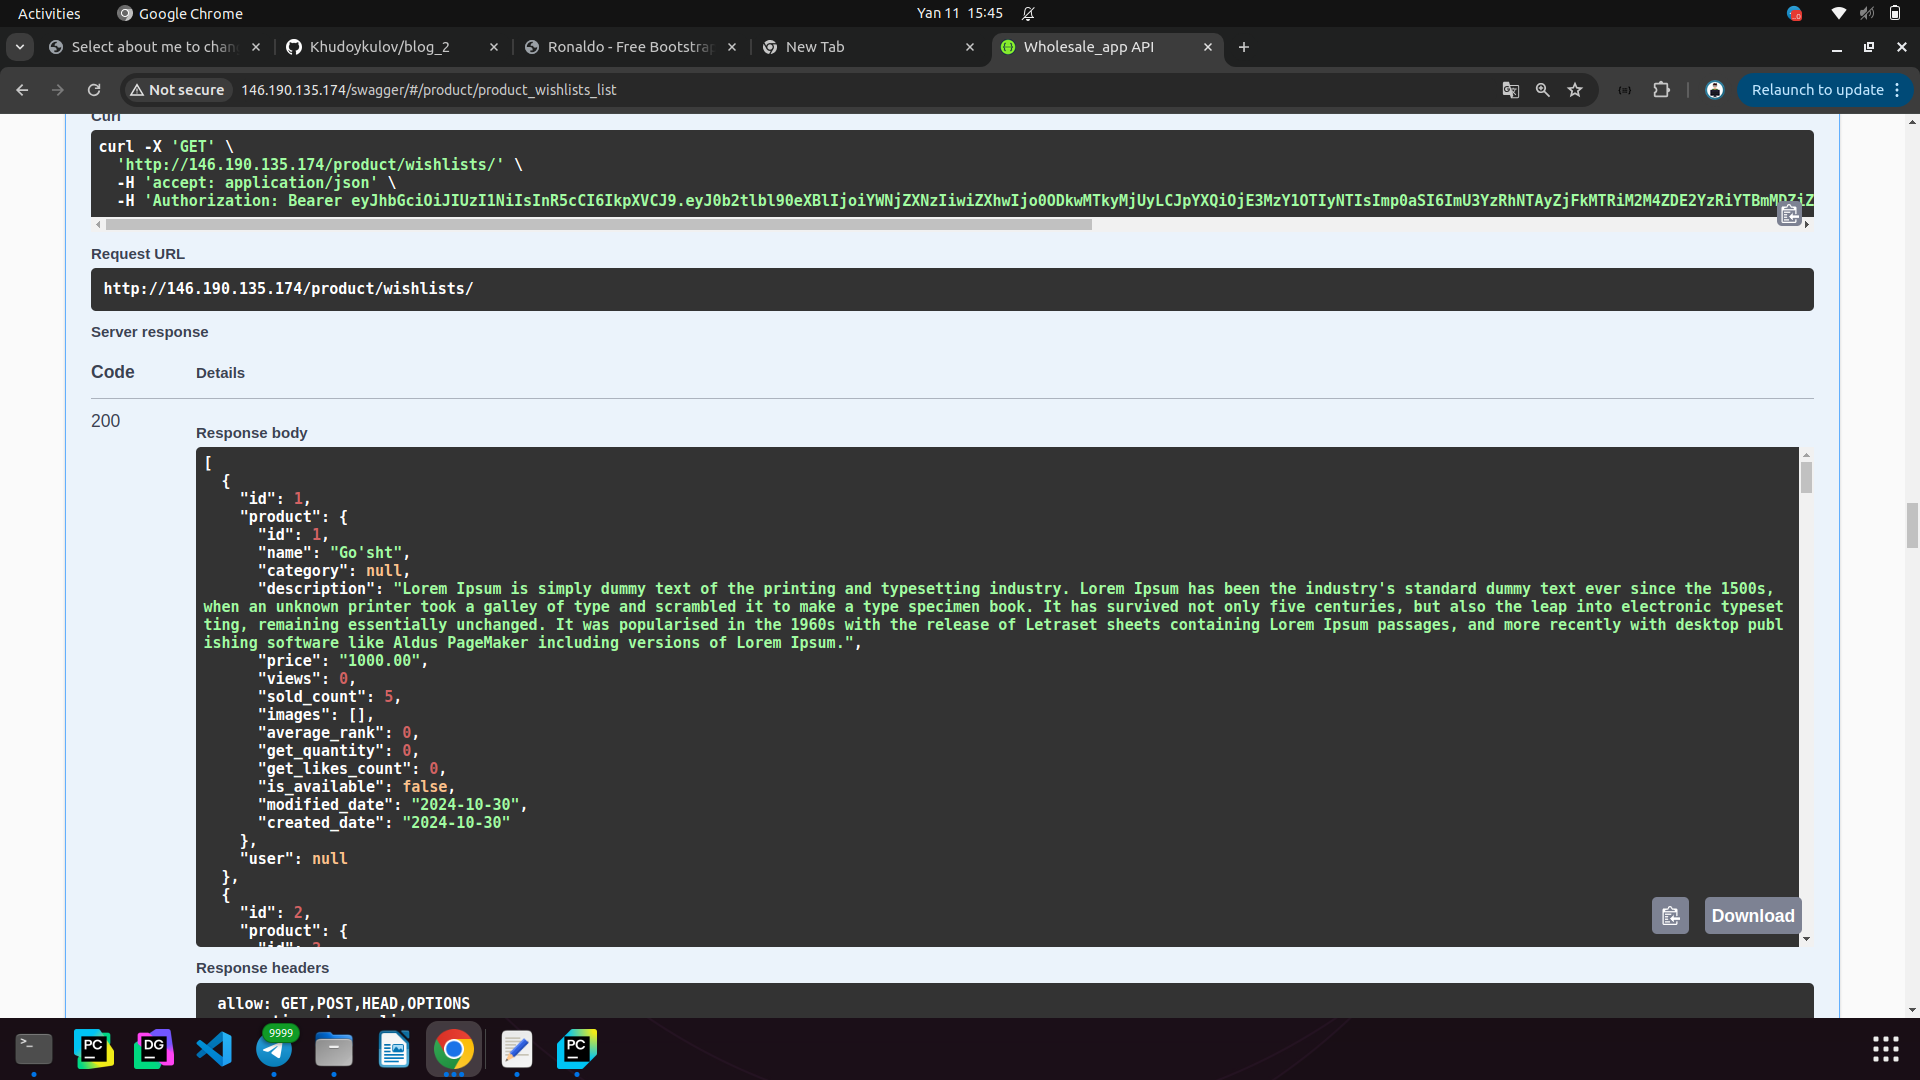 Activities
Google Chrome
Yan 11 15:45
Select about me to chan
Khudoykulov/blog_2
Ronaldo - Free Bootstrap
New Tab
Wholesale_app API
Not secure
146.190.135.174/swagger/#/product/product_wishlists_list
Relaunch to update
Curl
curl -X 'GET' \
'http://146.190.135.174/product/wishlists/' \
-H 'accept: application/json' \
Request URL
http://146.190.135.174/product/wishlists/
Server response
Code
Details
200
Response body
[
{
"id": 1,
"product": {
"id": 1,
"name": "Go'sht",
"category": null,
"description": "Lorem Ipsum is simply dummy text of the printing and typesetting industry. Lorem Ipsum has been the industry's standard dummy text ever since the 1500s,
when an unknown printer took a galley of type and scrambled it to make a type specimen book. It has survived not only five centuries, but also the leap into electronic typeset
ting, remaining essentially unchanged. It was popularised in the 1960s with the release of Letraset sheets containing Lorem Ipsum passages, and more recently with desktop publ
ishing software like Aldus PageMaker including versions of Lorem Ipsum.",
"price": "1000.00",
"views": 0,
"sold_count": 5,
"images": [],
"average_rank": 0,
"get_quantity": 0,
"get_likes_count": 0,
"is_available": false,
"modified_date": "2024-10-30",
"created_date": "2024-10-30"
},
"user": null
},
{
"id": 2,
"product": {
"id": 2
Download
Response headers
allow: GET,POST,HEAD,OPTIONS
PC
DG
9999
PC